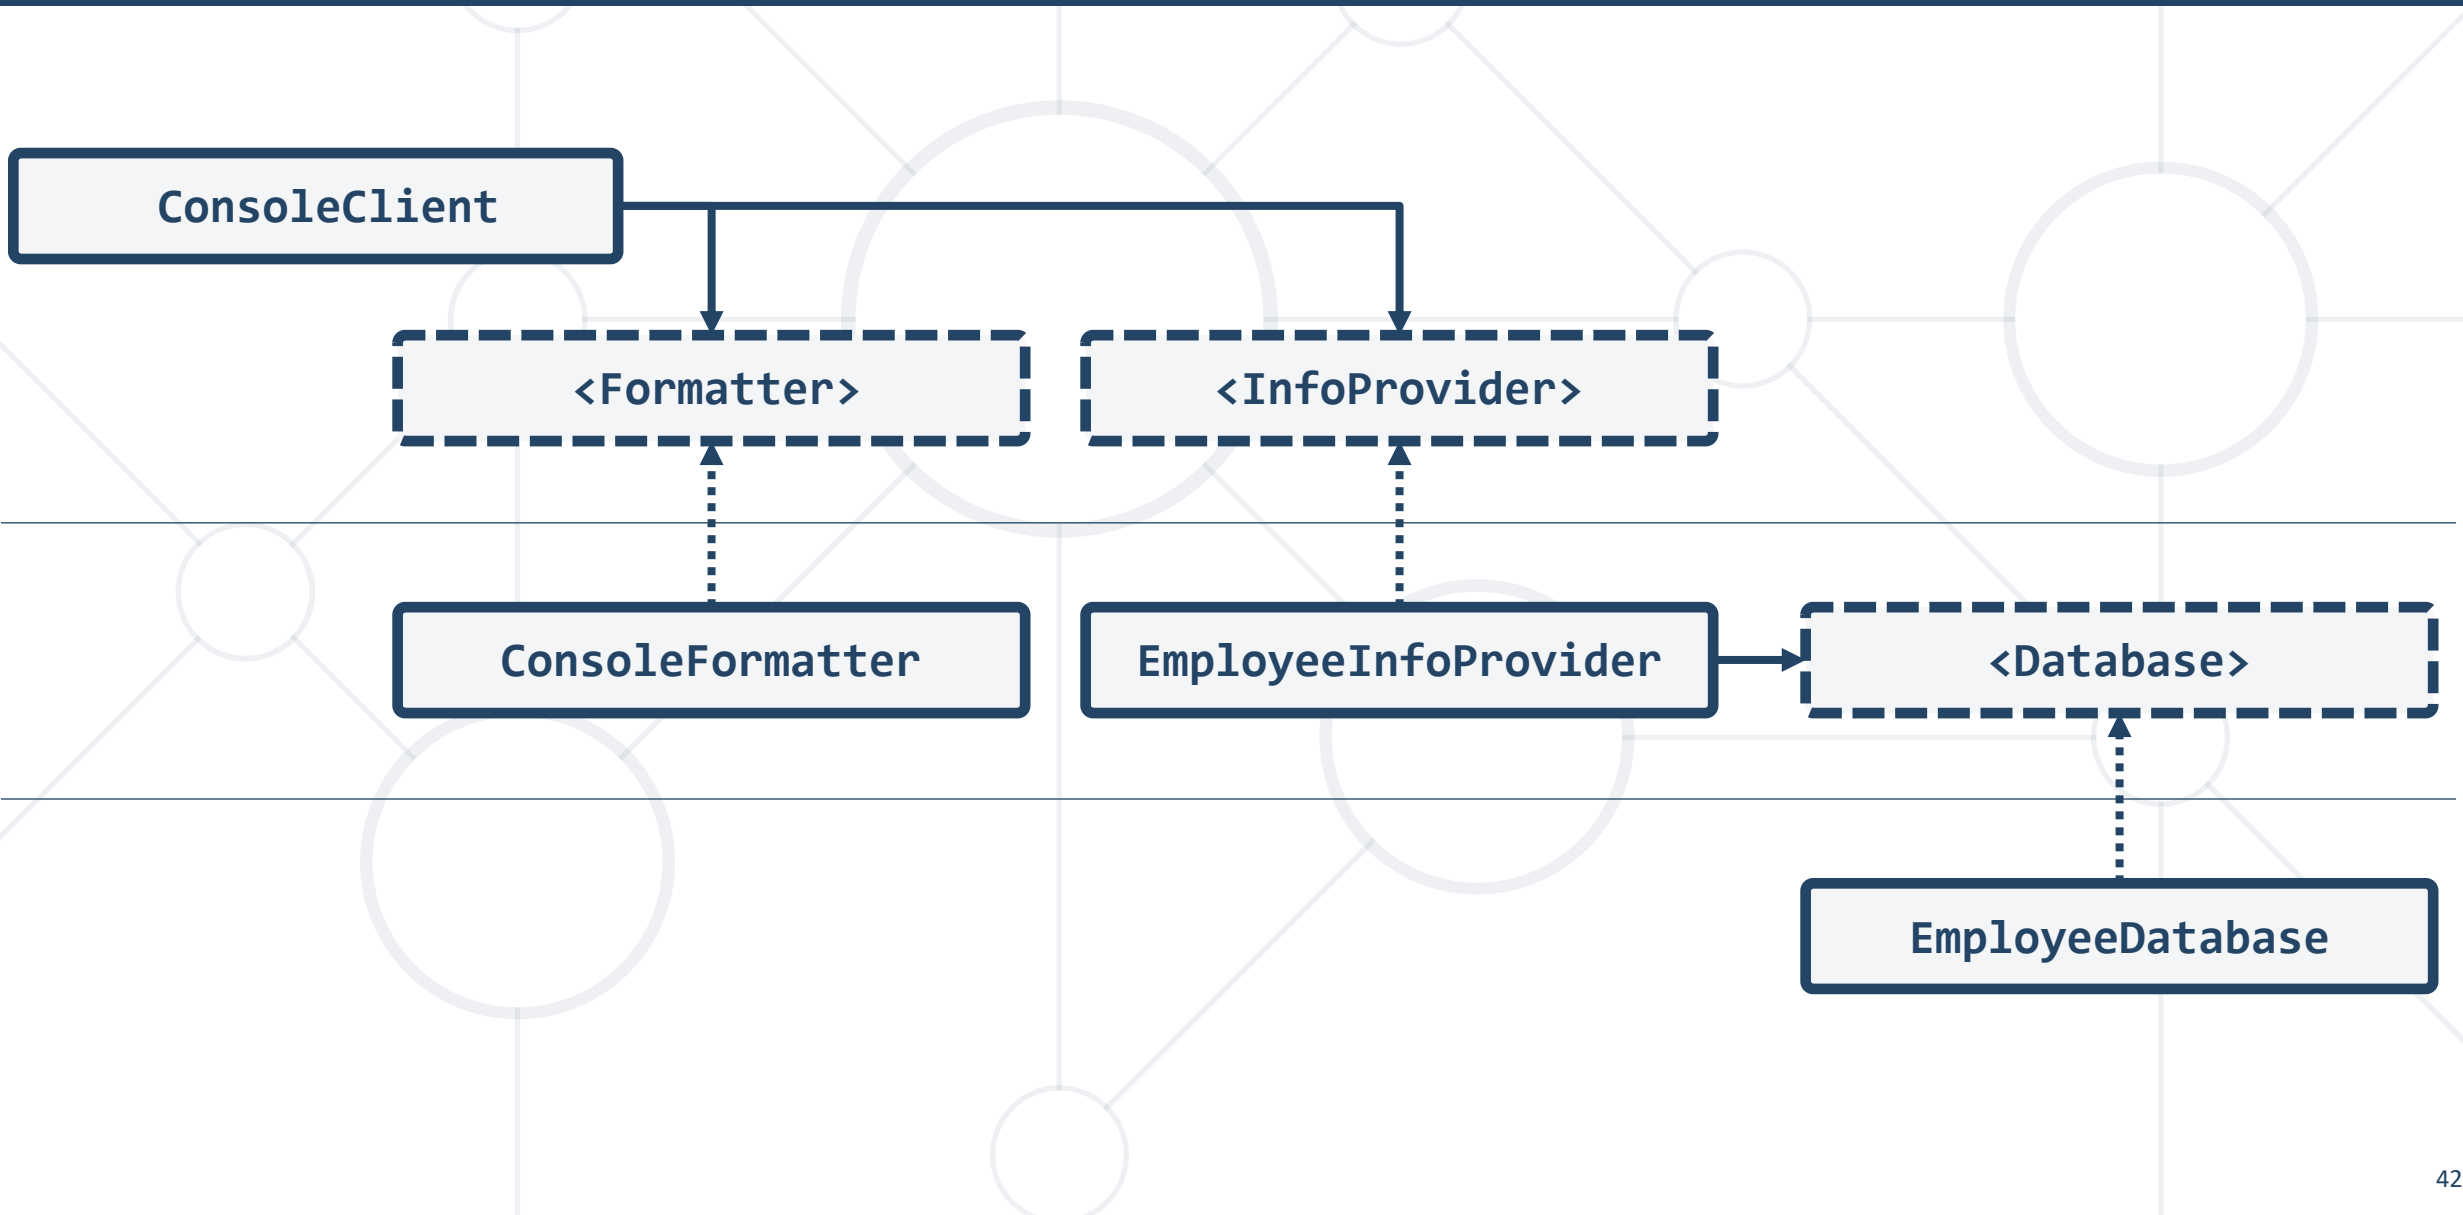 ConsoleClient
<Formatter>
<InfoProvider>
ConsoleFormatter
EmployeeInfoProvider
<Database>
EmployeeDatabase
42